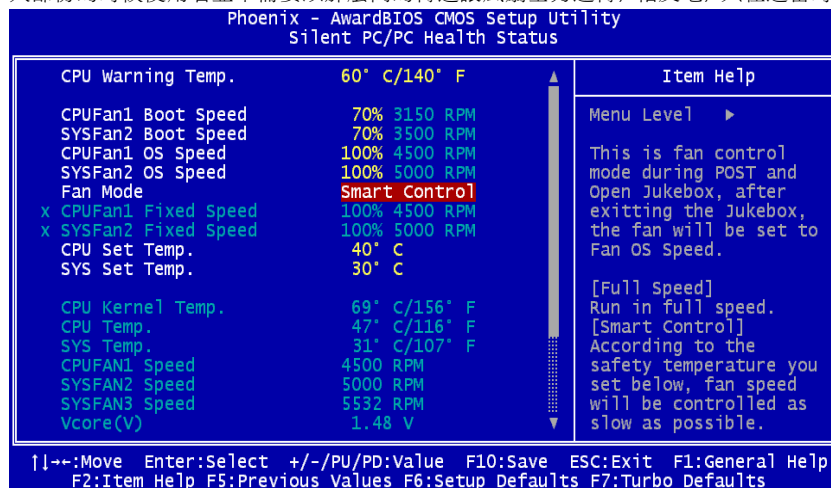 Phoenix - AwardBIOS CMOS Setup Utility
Silent PC/PC Health Status
CPU Warning Temp. 60° C/140° F
CPUFan1 Boot Speed 70% 3150 RPM
SYSFan2 Boot Speed 70% 3500 RPM
CPUFan1 OS Speed 100% 4500 RPM
SYSFan2 OS Speed 100% 5000 RPM
Fan Mode Smart Control
x CPUFan1 Fixed Speed 100% 4500 RPM
x SYSFan2 Fixed Speed 100% 5000 RPM
CPU Set Temp. 40° C
SYS Set Temp. 30° C
CPU Kernel Temp. 69° C/156° F
CPU Temp. 47° C/116° F
SYS Temp. 31° C/107° F
CPUFAN1 Speed 4500 RPM
SYSFAN2 Speed 5000 RPM
SYSFAN3 Speed 5532 RPM
Vcore(V) 1.48 V
Item Help
Menu Level ▶
This is fan control
mode during POST and
Open Jukebox, after
exitting the Jukebox,
the fan will be set to
Fan OS Speed.
[Full Speed]
Run in full speed.
[Smart Control]
According to the
safety temperature you
set below, fan speed
will be controlled as
slow as possible.
↑↓→←:Move Enter:Select +/-/PU/PD:Value F10:Save ESC:Exit F1:General Help
F2:Item Help F5:Previous Values F6:Setup Defaults F7:Turbo Defaults